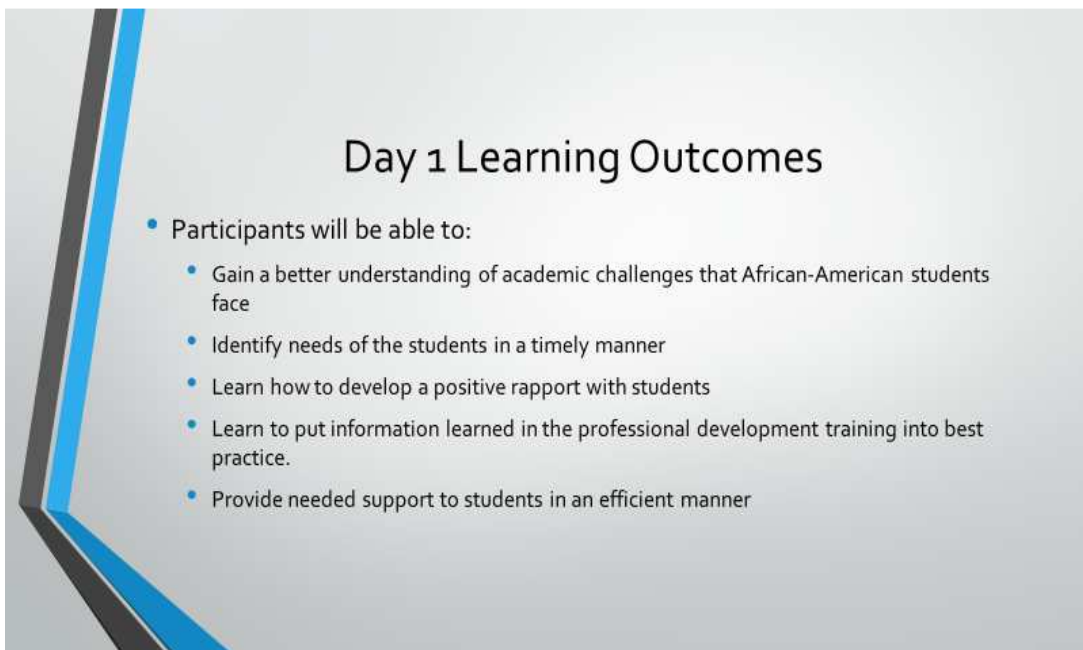 Day 1 Learning Outcomes
• Participants will be able to:
• Gain a better understanding of academic challenges that African-American students
face
• Identify needs of the students in a timely manner
• Learn how to develop a positive rapport with students
• Learn to put information learned in the professional development training into best
practice.
• Provide needed support to students in an efficient manner